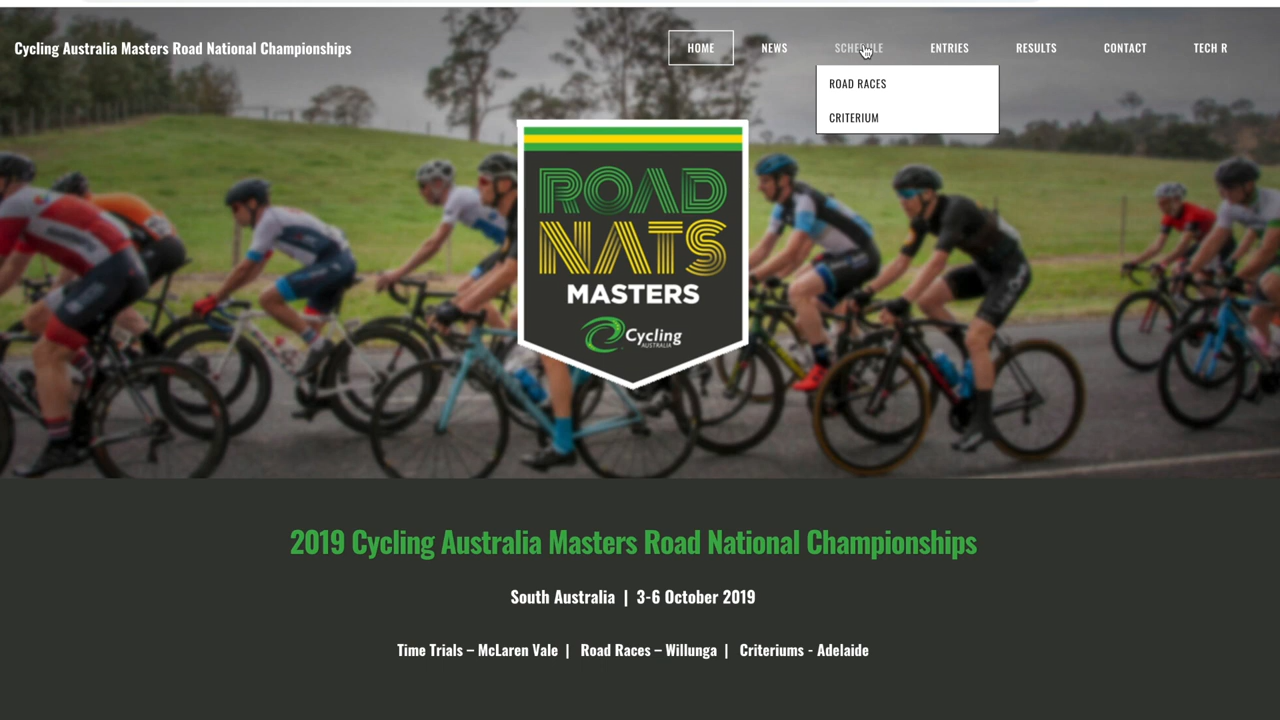 Cycling Australia Masters Road National Championships
HOME NEWS SCHEDULE ENTRIES RESULTS CONTACT TECH R
ROAD RACES
CRITERIUM
ROAD
NATS
MASTERS
Cycling
AUSTRALIA
2019 Cycling Australia Masters Road National Championships
South Australia | 3-6 October 2019
Time Trials – McLaren Vale | Road Races – Willunga | Criteriums - Adelaide